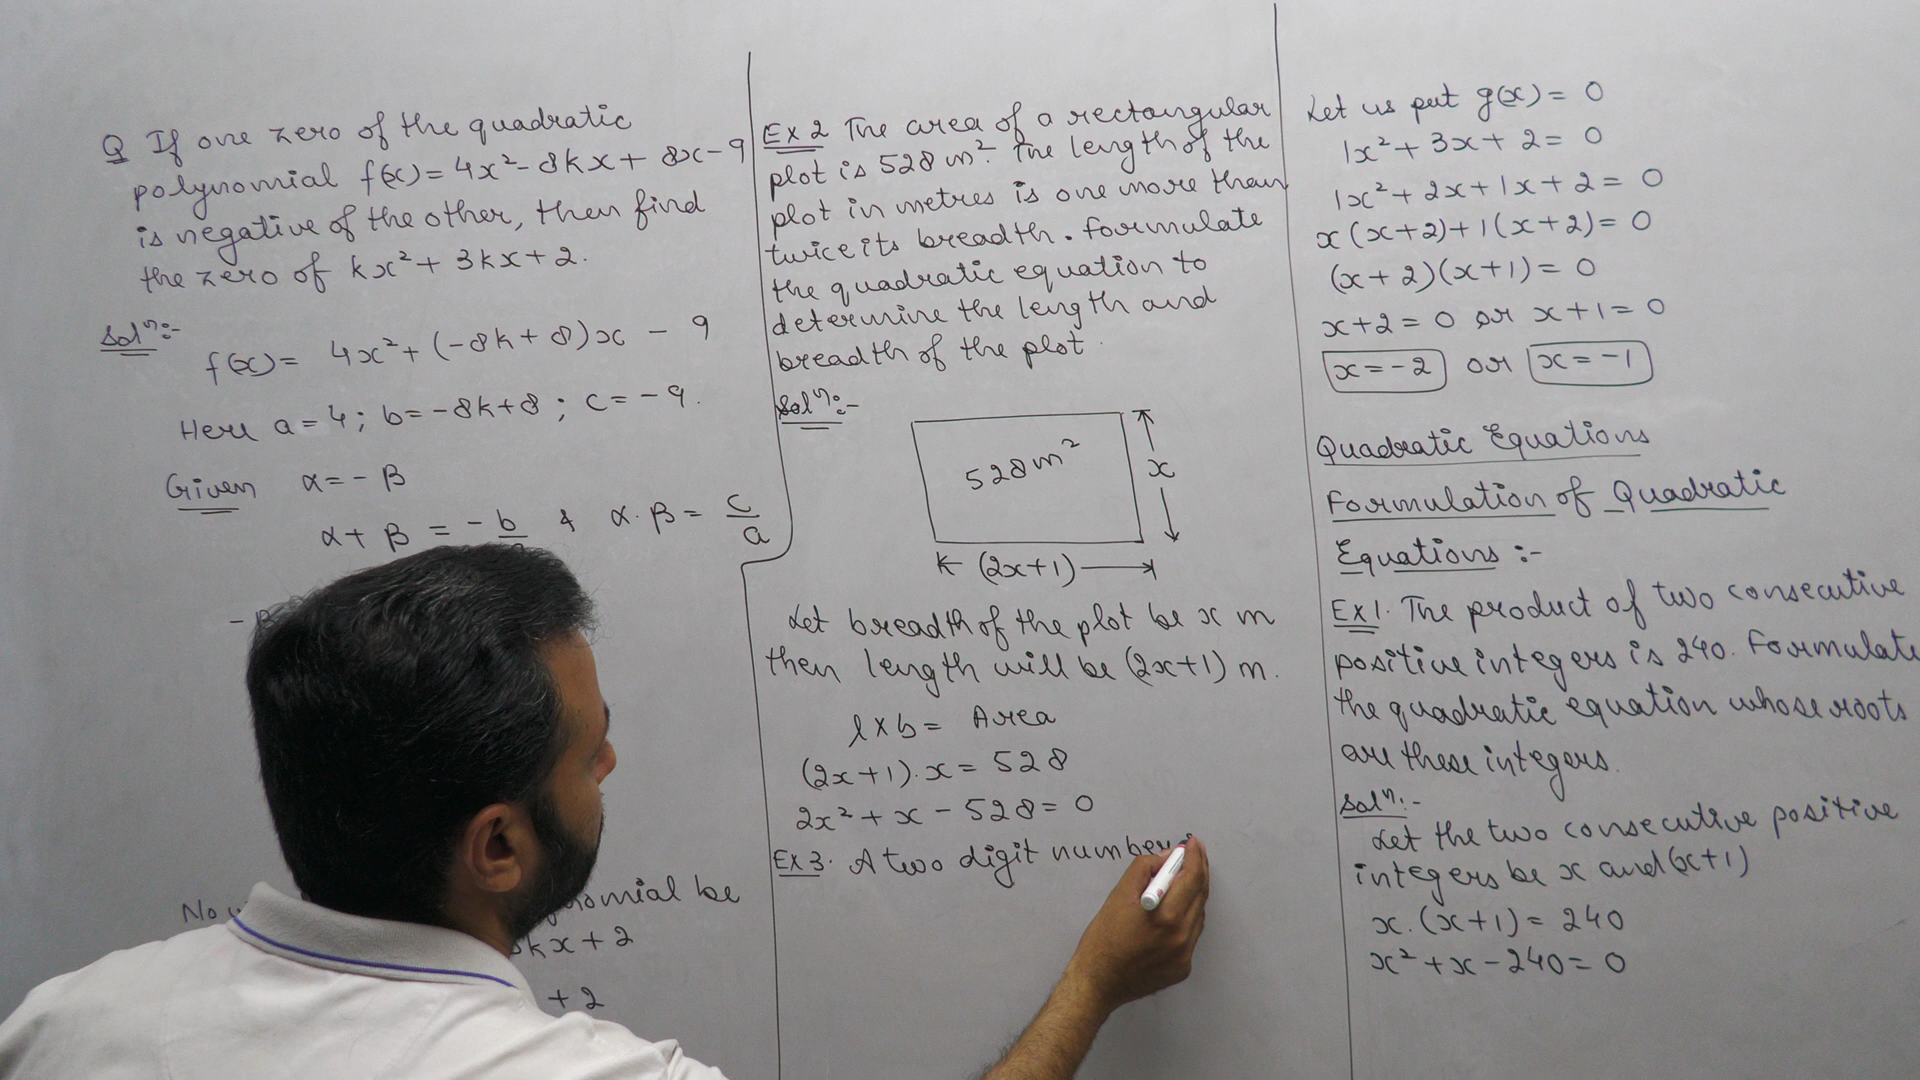 Q If one zero of the quadratic
polynomial f(x) = 4x² - 8kx + 8x - 9
is negative of the other, then find
the zero of kx² + 3kx + 2.
Solⁿ:-
f(x) = 4x² + (-8k + 8)x - 9
Here a = 4; b = -8k+8; c = -9.
Given α = - β
α + β = -b & α·β = c/a
- β
Now
nomial be
kx + 2
+ 2
Ex 2 The area of a rectangular
plot is 528 m². The length of the
plot in metres is one more than
twice its breadth. Formulate
the quadratic equation to
determine the length and
breadth of the plot.
Solⁿ:-
528 m²
x
(2x+1)
Let breadth of the plot be x m
then length will be (2x+1) m.
l x b = Area
(2x+1).x = 528
2x² + x - 528 = 0
Ex 3. A two digit number
Let us put g(x) = 0
1x² + 3x + 2 = 0
1x² + 2x + 1x + 2 = 0
x(x+2)+1(x+2) = 0
(x+2)(x+1) = 0
x+2 = 0 or x+1 = 0
x = -2 or x = -1
Quadratic Equations
Formulation of Quadratic
Equations :-
Ex 1. The product of two consecutive
positive integers is 240. Formulate
the quadratic equation whose roots
are these integers.
Solⁿ:-
Let the two consecutive positive
integers be x and (x+1)
x.(x+1) = 240
x² + x - 240 = 0